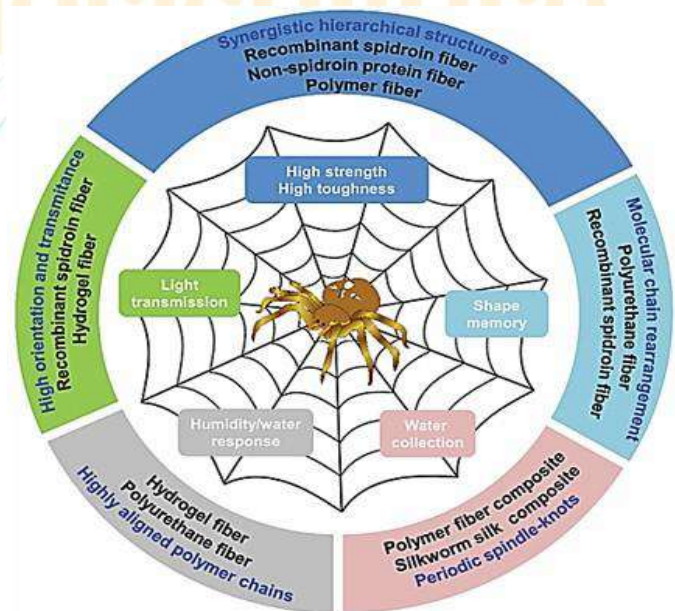 Synergistic hierarchical structures
Recombinant spidroin fiber
Non-spidroin protein fiber
Polymer fiber
High strength
High toughness
High orientation and transmitance
Recombinant spidroin fiber
Hydrogel fiber
Light
transmission
Molecular chain rearrangement
Polyurethane fiber
Recombinant spidroin fiber
Shape
memory
Humidity/water
response
Water
collection
Hydrogel fiber
Polyurethane fiber
Highly aligned polymer chains
Polymer fiber composite
Silkworm silk composite
Periodic spindle-knots